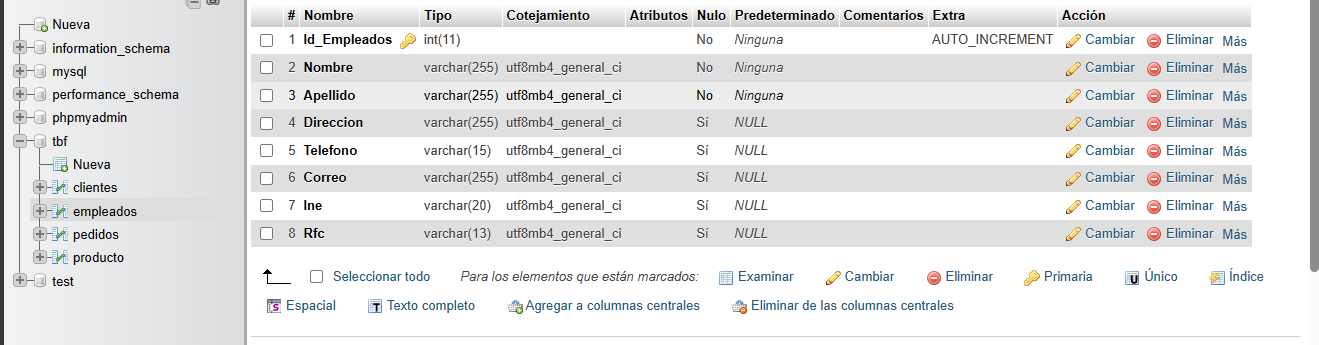 Nueva
information_schema
mysql
performance_schema
phpmyadmin
tbf
Nueva
clientes
empleados
pedidos
producto
test
# Nombre Tipo Cotejamiento Atributos Nulo Predeterminado Comentarios Extra Acción
1 Id_Empleados int(11) No Ninguna AUTO_INCREMENT Cambiar Eliminar Más
2 Nombre varchar(255) utf8mb4_general_ci No Ninguna Cambiar Eliminar Más
3 Apellido varchar(255) utf8mb4_general_ci No Ninguna Cambiar Eliminar Más
4 Direccion varchar(255) utf8mb4_general_ci Sí NULL Cambiar Eliminar Más
5 Telefono varchar(15) utf8mb4_general_ci Sí NULL Cambiar Eliminar Más
6 Correo varchar(255) utf8mb4_general_ci Sí NULL Cambiar Eliminar Más
7 Ine varchar(20) utf8mb4_general_ci Sí NULL Cambiar Eliminar Más
8 Rfc varchar(13) utf8mb4_general_ci Sí NULL Cambiar Eliminar Más
Seleccionar todo Para los elementos que están marcados: Examinar Cambiar Eliminar Primaria Único Índice
Espacial Texto completo Agregar a columnas centrales Eliminar de las columnas centrales